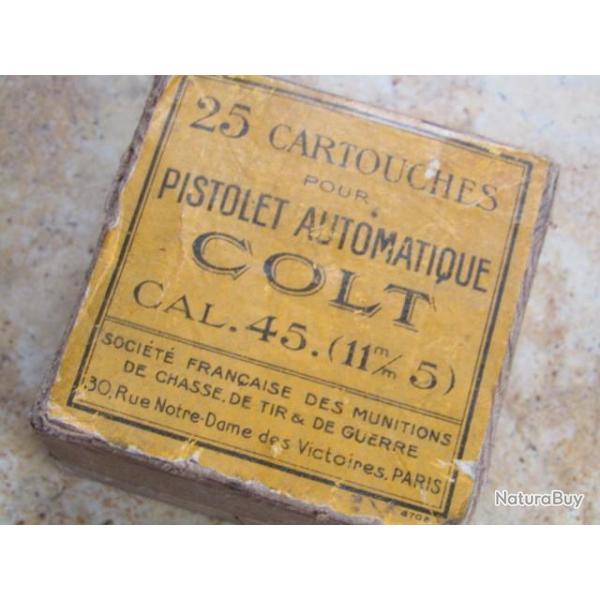 25 CARTOUCHES
POUR
PISTOLET AUTOMATIQUE
COLT
CAL.45.(11 m/m 5)
SOCIÉTÉ FRANÇAISE DES MUNITIONS
DE CHASSE, DE TIR & DE GUERRE
30, Rue Notre-Dame des Victoires, PARIS
NaturaBuy